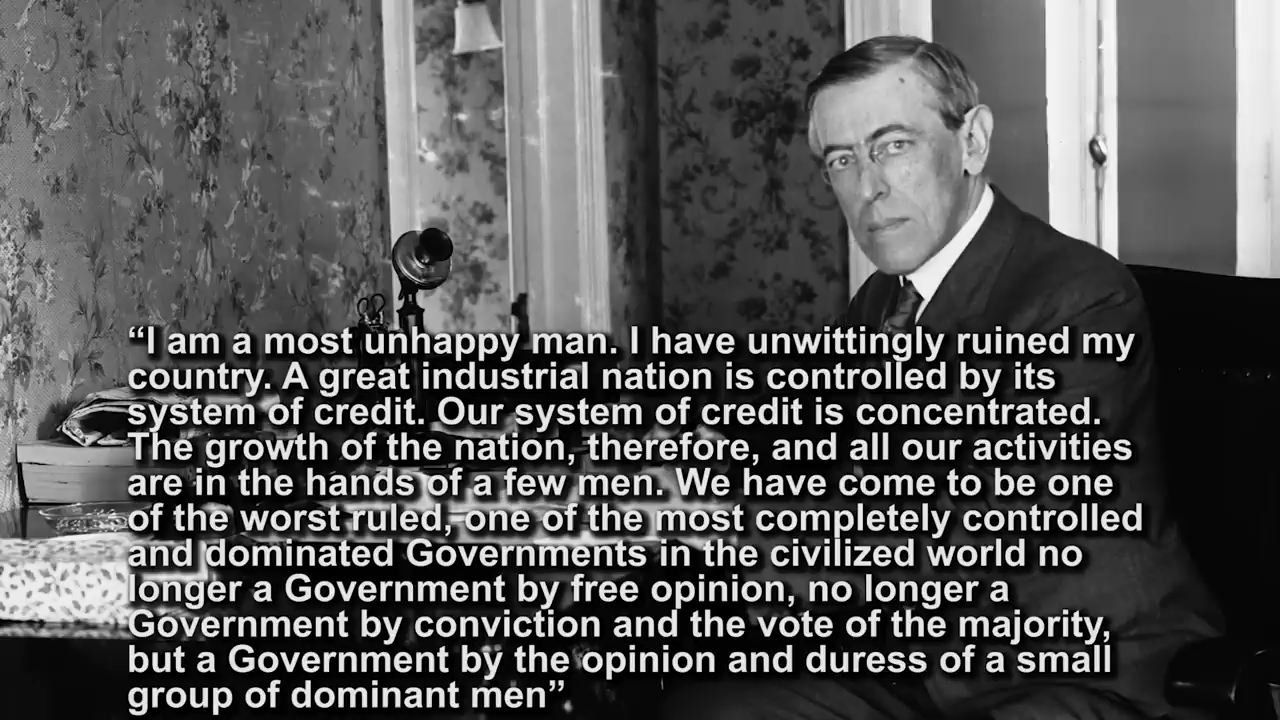 “I am a most unhappy man. I have unwittingly ruined my
country. A great industrial nation is controlled by its
system of credit. Our system of credit is concentrated.
The growth of the nation, therefore, and all our activities
are in the hands of a few men. We have come to be one
of the worst ruled, one of the most completely controlled
and dominated Governments in the civilized world no
longer a Government by free opinion, no longer a
Government by conviction and the vote of the majority,
but a Government by the opinion and duress of a small
group of dominant men”